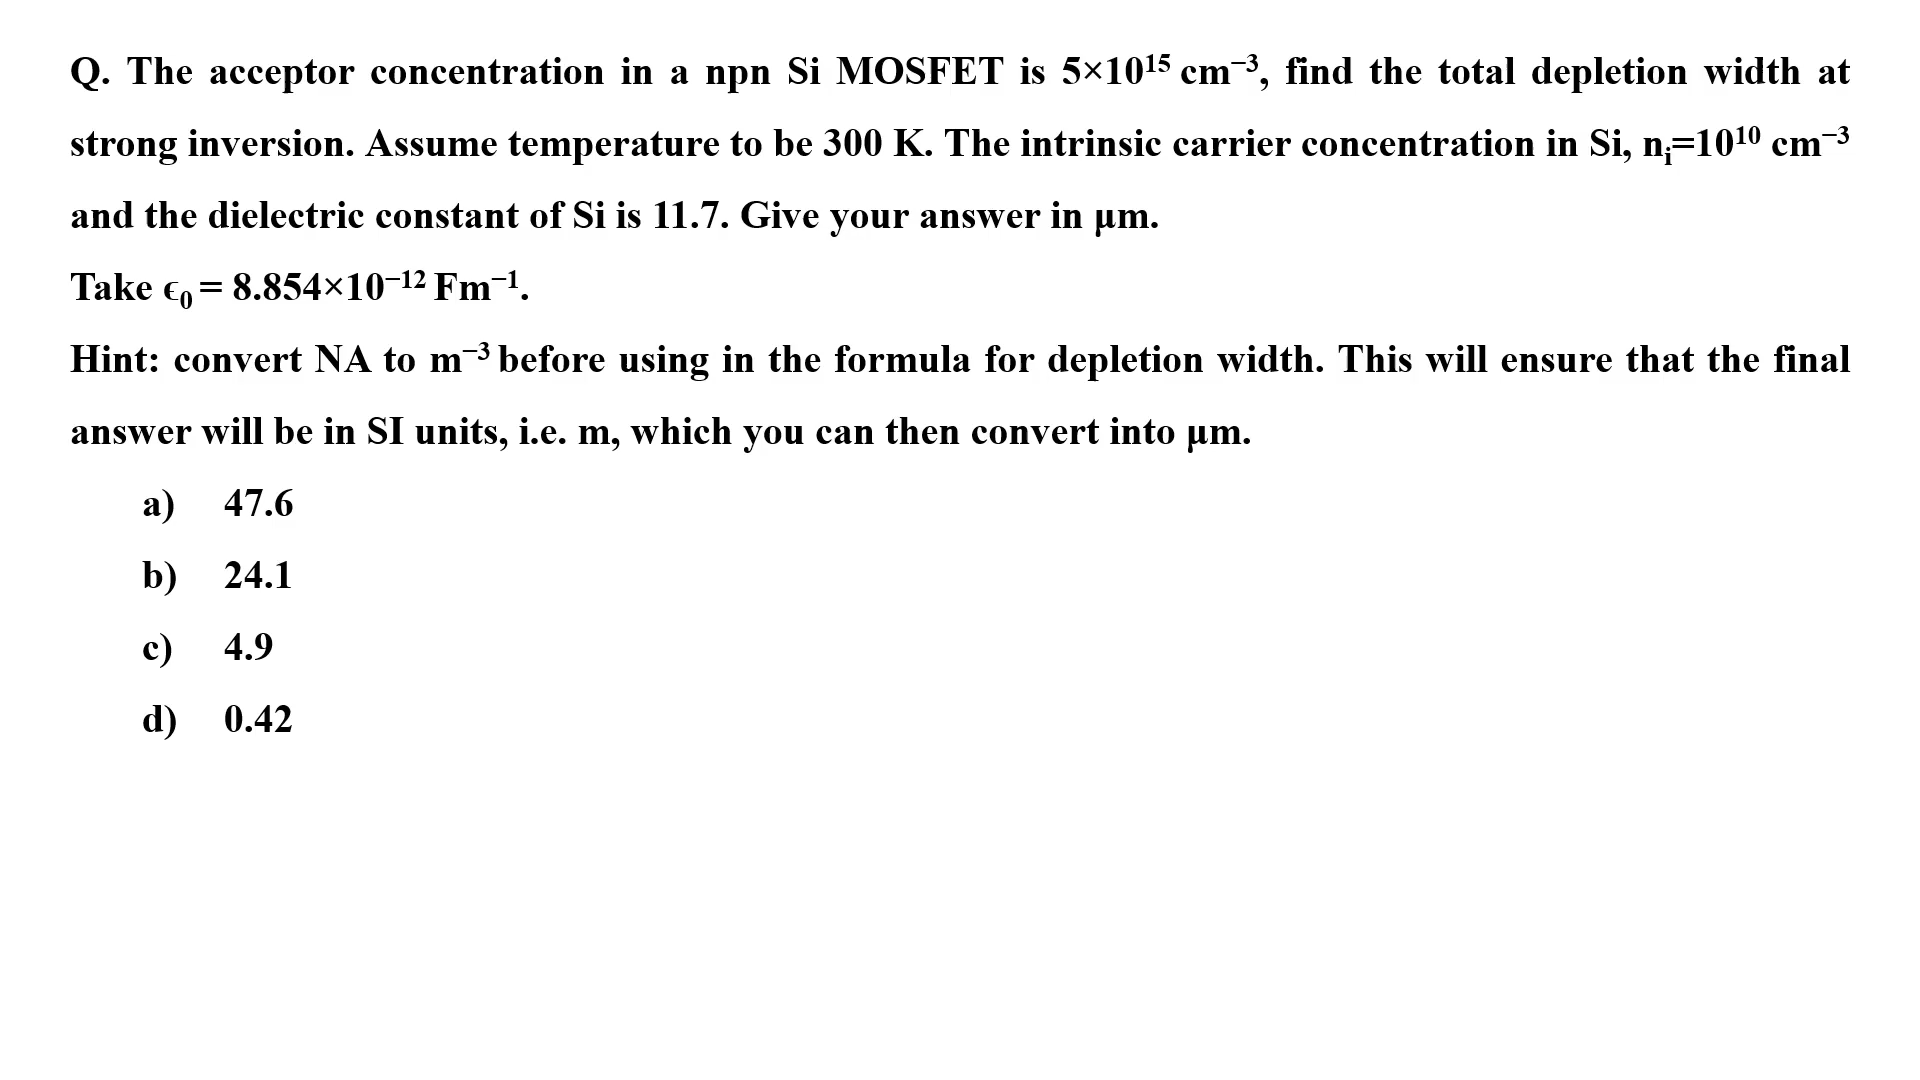 Q. The acceptor concentration in a npn Si MOSFET is 5×10¹⁵ cm⁻³, find the total depletion width at
strong inversion. Assume temperature to be 300 K. The intrinsic carrier concentration in Si, nᵢ=10¹⁰ cm⁻³
and the dielectric constant of Si is 11.7. Give your answer in μm.
Take ϵ₀ = 8.854×10⁻¹² Fm⁻¹.
Hint: convert NA to m⁻³ before using in the formula for depletion width. This will ensure that the final
answer will be in SI units, i.e. m, which you can then convert into μm.
a) 47.6
b) 24.1
c) 4.9
d) 0.42